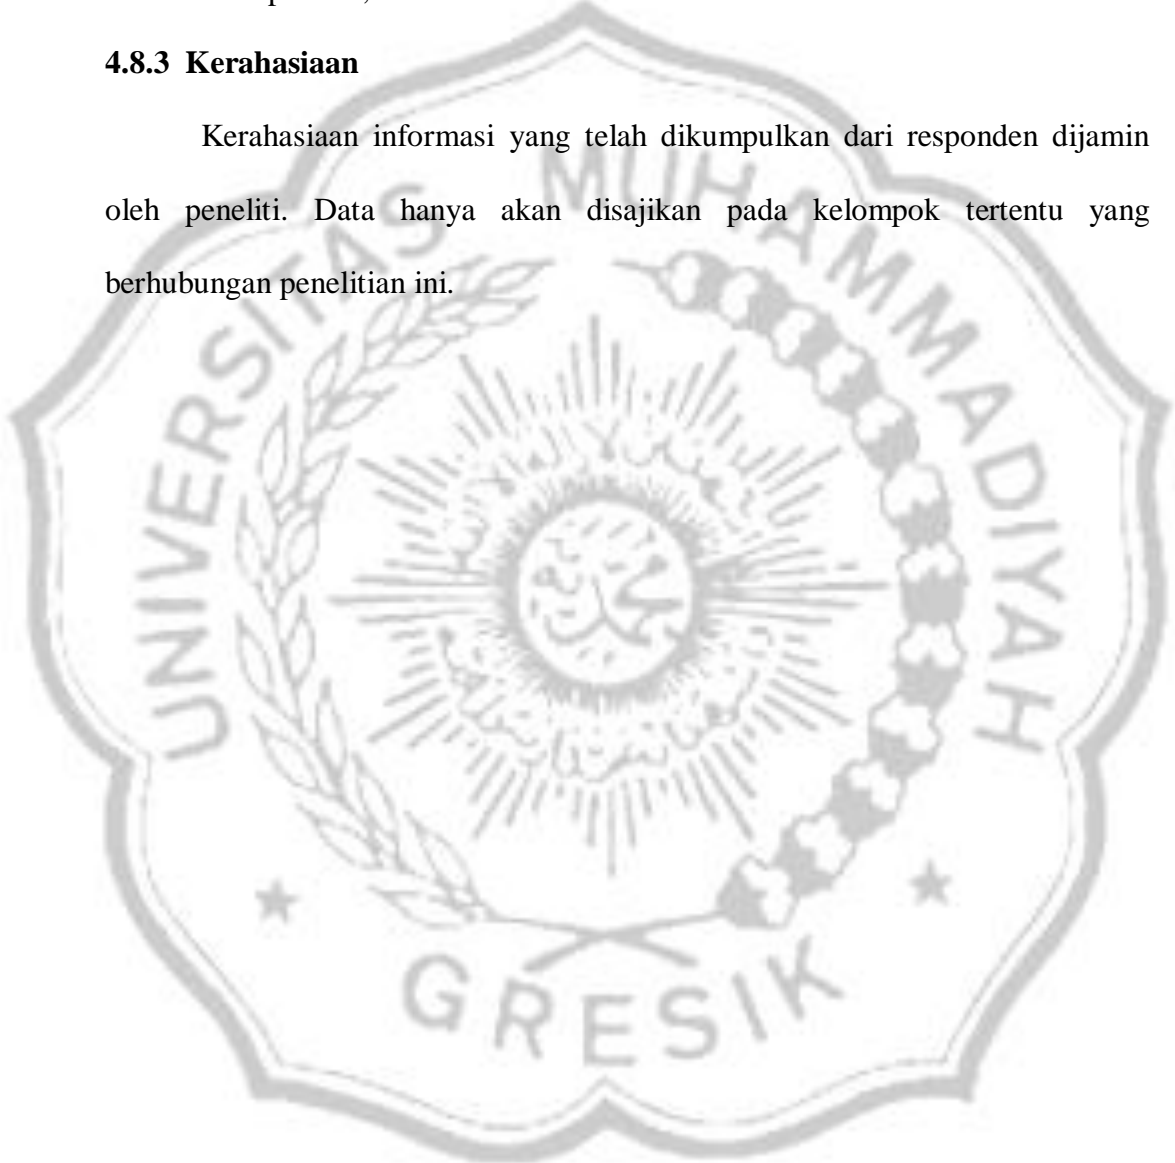 4.8.3 Kerahasiaan
Kerahasiaan informasi yang telah dikumpulkan dari responden dijamin
oleh peneliti. Data hanya akan disajikan pada kelompok tertentu yang
berhubungan penelitian ini.
UNIVERSITAS MUHAMMADIYAH
GRESIK